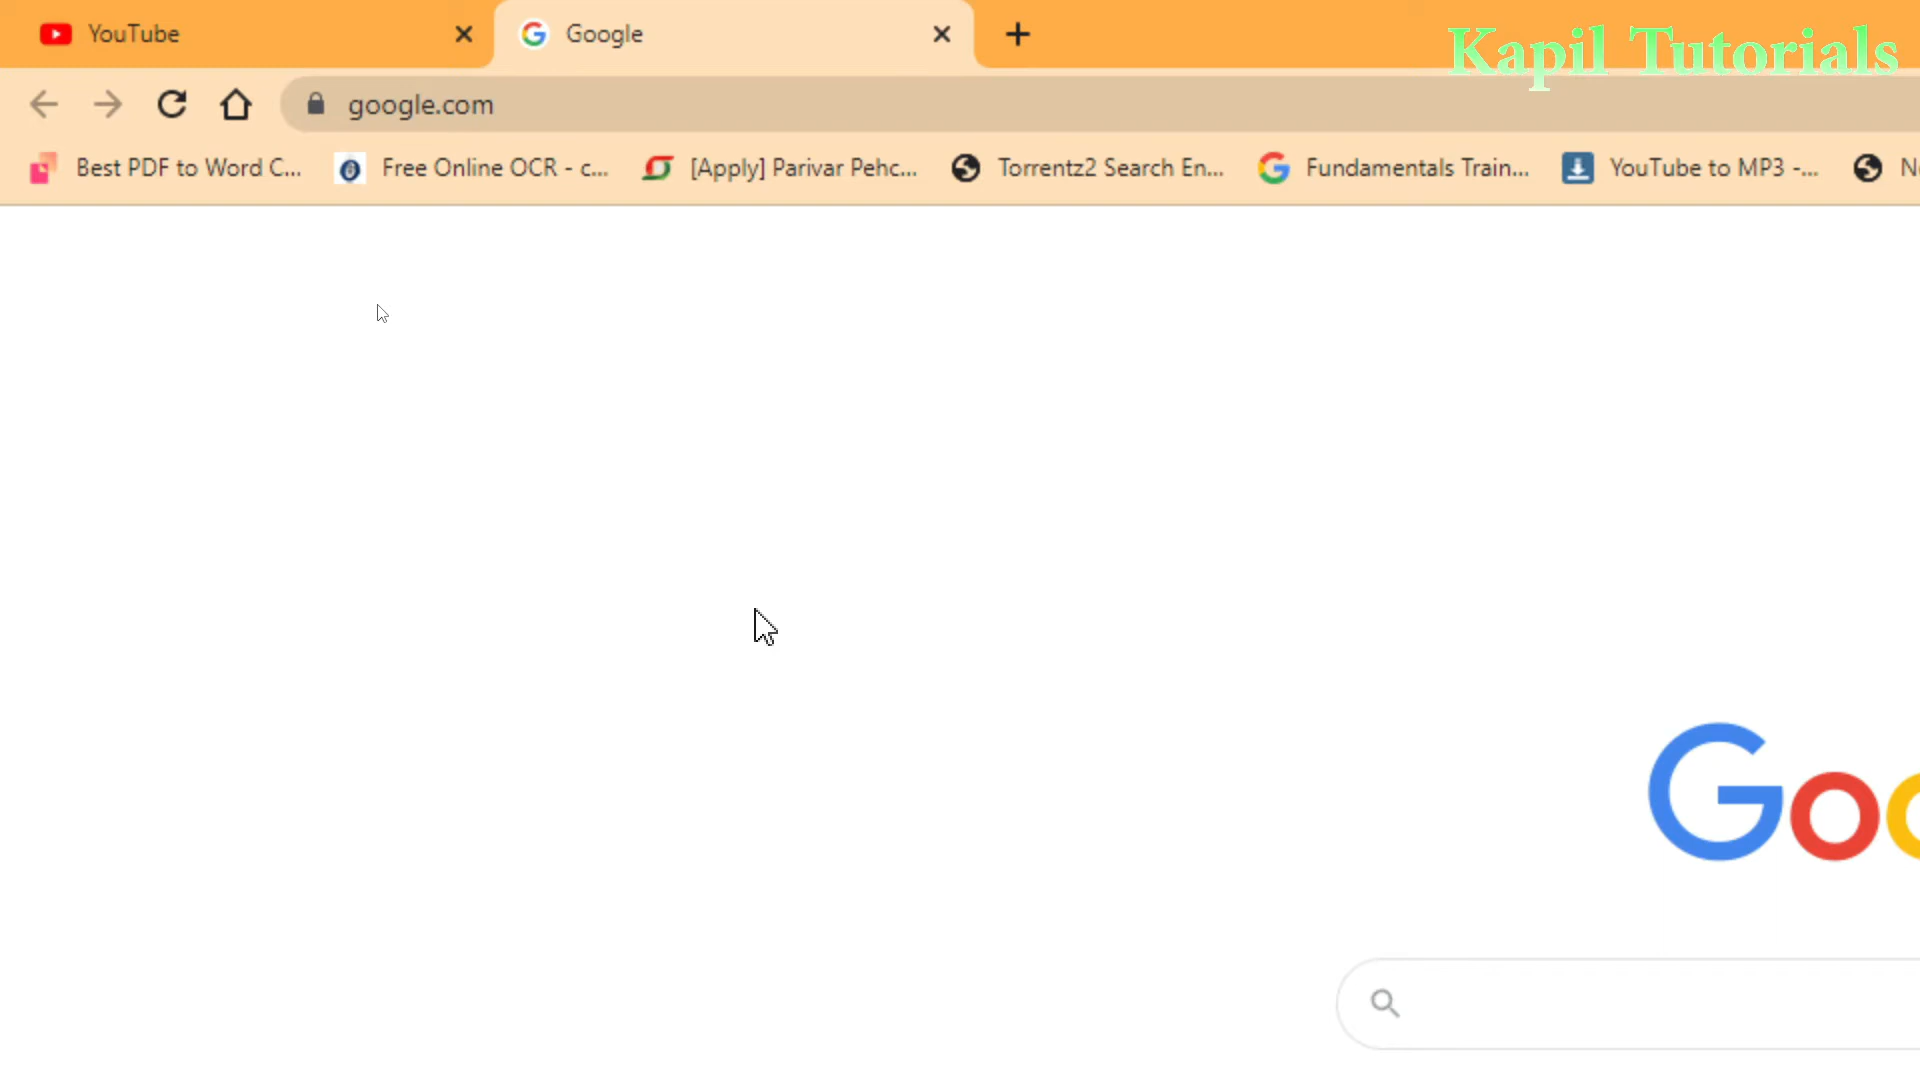 YouTube
Google
Kapil Tutorials
google.com
Best PDF to Word C...
Free Online OCR - c...
[Apply] Parivar Pehc...
Torrentz2 Search En...
Fundamentals Train...
YouTube to MP3 -...